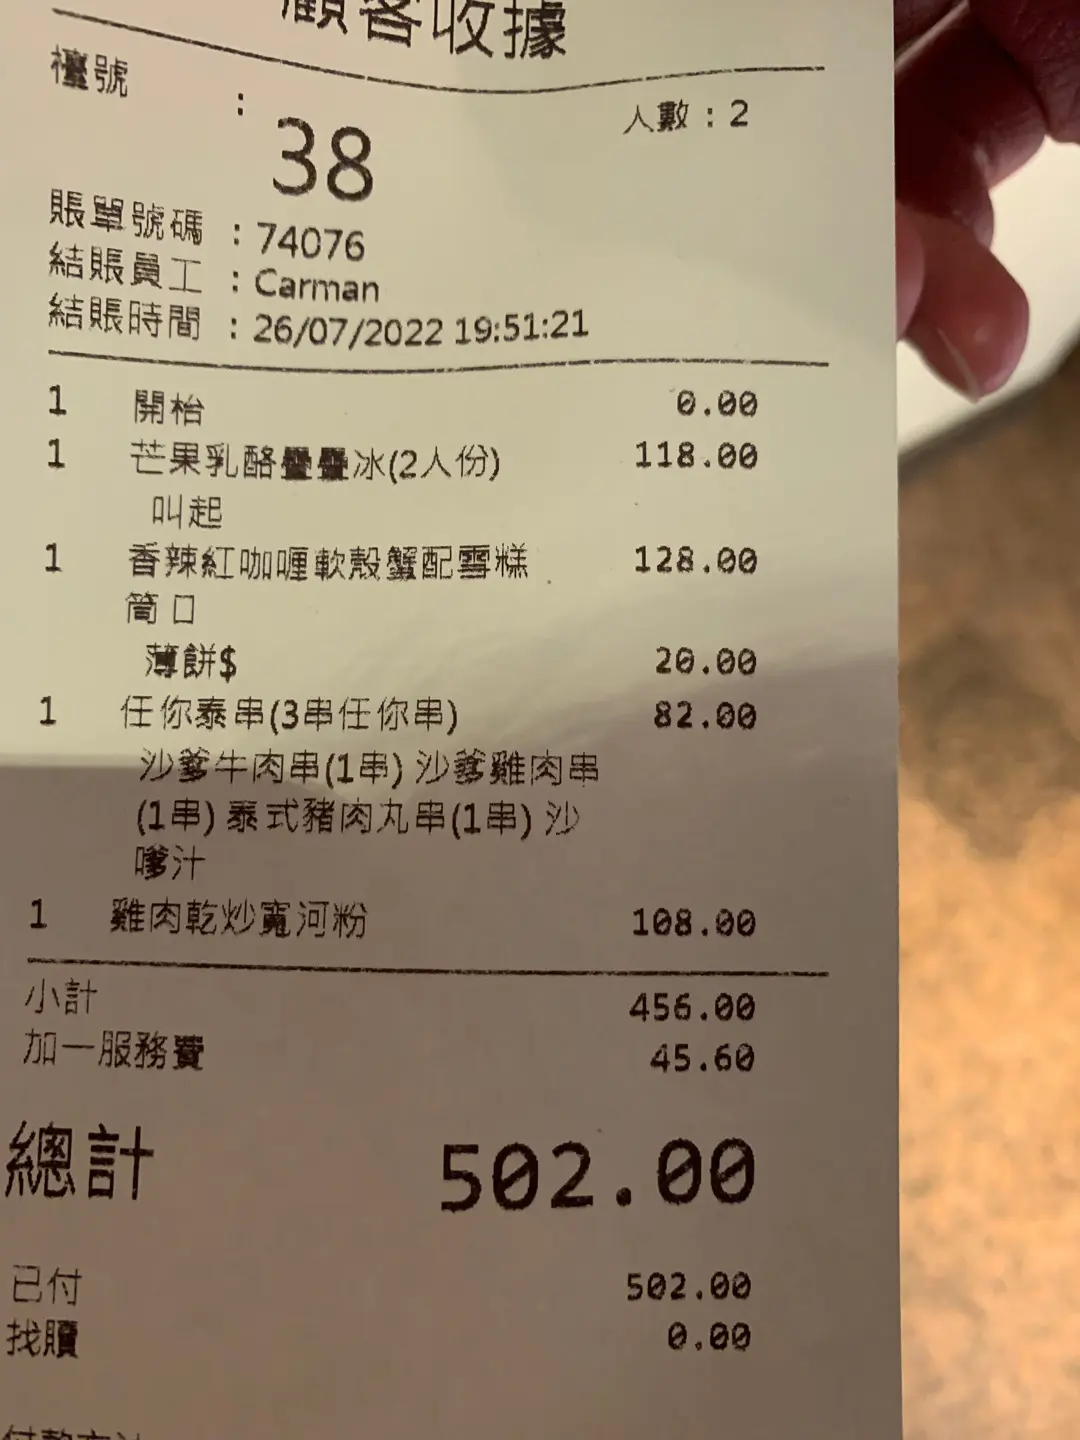 顧客收據
檯號 : 38 人數 : 2
賬單號碼 : 74076
結賬員工 : Carman
結賬時間 : 26/07/2022 19:51:21
1 開枱 0.00
1 芒果乳酪疊疊冰(2人份) 118.00
叫起
1 香辣紅咖喱軟殼蟹配雪糕 128.00
筒口
薄餅$ 20.00
1 任你泰串(3串任你串) 82.00
沙爹牛肉串(1串) 沙爹雞肉串
(1串) 泰式豬肉丸串(1串) 沙
嗲汁
1 雞肉乾炒寬河粉 108.00
小計 456.00
加一服務費 45.60
總計 502.00
已付 502.00
找贖 0.00